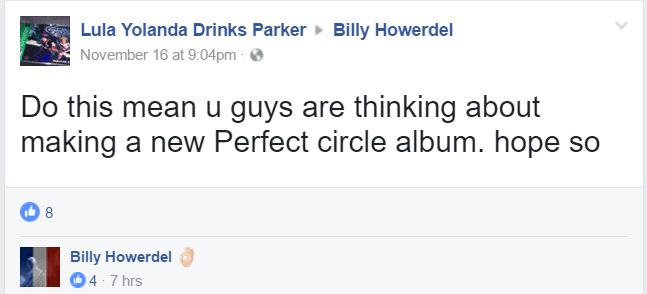 Lula Yolanda Drinks Parker ▶ Billy Howerdel
November 16 at 9:04pm ·
Do this mean u guys are thinking about
making a new Perfect circle album. hope so
8
Billy Howerdel 👌🏻
4 · 7 hrs